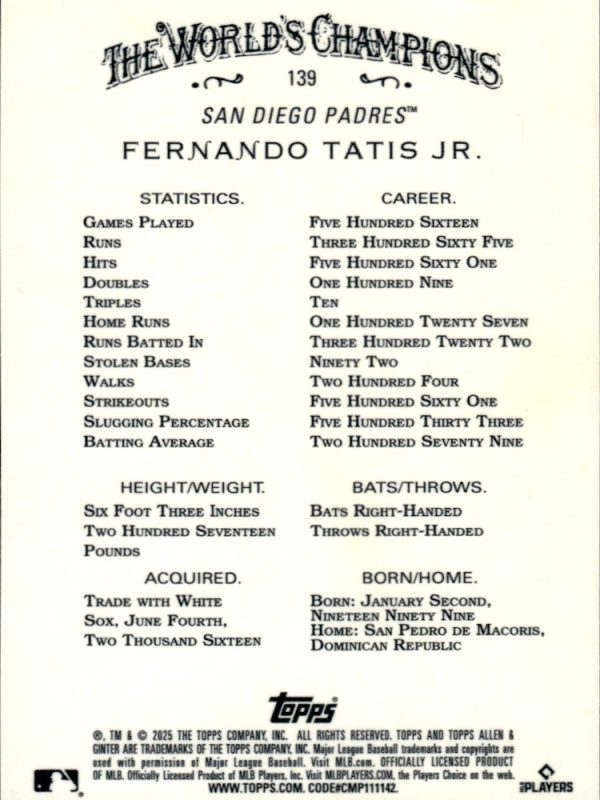 THE WORLD'S CHAMPIONS
139
SAN DIEGO PADRES™
FERNANDO TATIS JR.
STATISTICS. CAREER.
GAMES PLAYED FIVE HUNDRED SIXTEEN
RUNS THREE HUNDRED SIXTY FIVE
HITS FIVE HUNDRED SIXTY ONE
DOUBLES ONE HUNDRED NINE
TRIPLES TEN
HOME RUNS ONE HUNDRED TWENTY SEVEN
RUNS BATTED IN THREE HUNDRED TWENTY TWO
STOLEN BASES NINETY TWO
WALKS TWO HUNDRED FOUR
STRIKEOUTS FIVE HUNDRED SIXTY ONE
SLUGGING PERCENTAGE FIVE HUNDRED THIRTY THREE
BATTING AVERAGE TWO HUNDRED SEVENTY NINE
HEIGHT/WEIGHT.
SIX FOOT THREE INCHES
TWO HUNDRED SEVENTEEN
POUNDS
BATS/THROWS.
BATS RIGHT-HANDED
THROWS RIGHT-HANDED
ACQUIRED.
TRADE WITH WHITE
SOX, JUNE FOURTH,
TWO THOUSAND SIXTEEN
BORN/HOME.
BORN: JANUARY SECOND,
NINETEEN NINETY NINE
HOME: SAN PEDRO DE MACORIS,
DOMINICAN REPUBLIC
TOPPS®
®, TM & © 2025 THE TOPPS COMPANY, INC. ALL RIGHTS RESERVED. TOPPS AND TOPPS ALLEN &
GINTER ARE TRADEMARKS OF THE TOPPS COMPANY, INC. Major League Baseball trademarks and copyrights are
used with permission of Major League Baseball. Visit MLB.com. OFFICIALLY LICENSED PRODUCT
OF MLB. Officially Licensed Product of MLB Players, Inc. Visit MLBPLAYERS.COM, the Players Choice on the web.
WWW.TOPPS.COM. CODE#CMP111142.
MLB PLAYERS